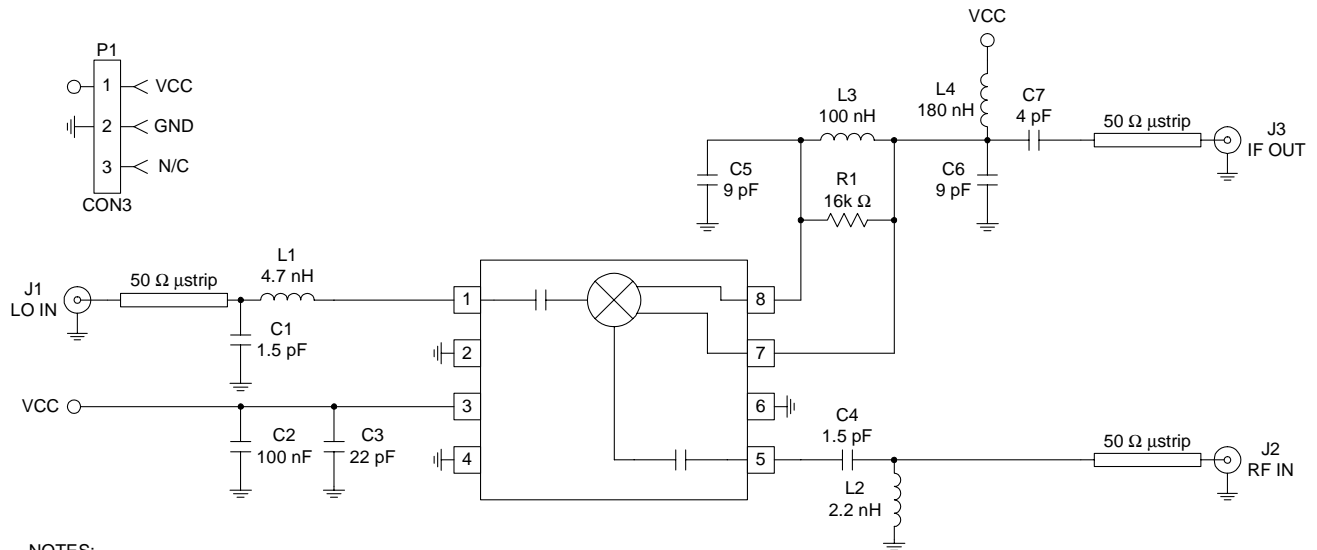 VCC
P1
1 VCC
2 GND
3 N/C
CON3
L3
100 nH
L4
180 nH
C7
4 pF
50 Ω µstrip
J3
IF OUT
C5
9 pF
R1
16k Ω
C6
9 pF
J1
LO IN
50 Ω µstrip
L1
4.7 nH
C1
1.5 pF
1
2
3
4
8
7
6
5
VCC
C2
100 nF
C3
22 pF
C4
1.5 pF
L2
2.2 nH
50 Ω µstrip
J2
RF IN
NOTES: